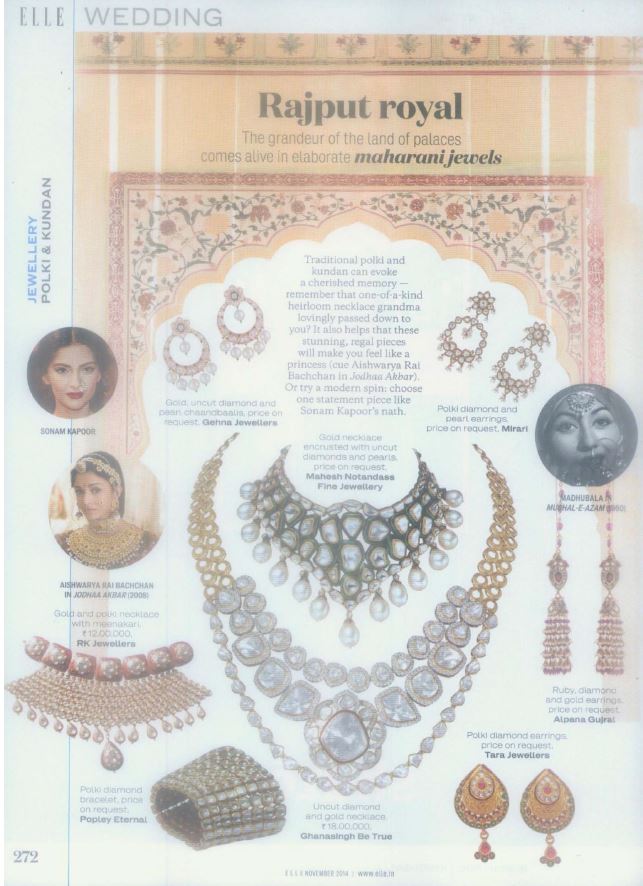 ELLE WEDDING
Rajput royal
The grandeur of the land of palaces
comes alive in elaborate maharani jewels
JEWELLERY
POLKI & KUNDAN
Traditional polki and
kundan can evoke
a cherished memory —
remember that one-of-a-kind
heirloom necklace grandma
lovingly passed down to
you? It also helps that these
stunning, regal pieces
will make you feel like a
princess (cue Aishwarya Rai
Bachchan in Jodhaa Akbar).
Or try a modern spin: choose
one statement piece like
Sonam Kapoor's nath.
Gold, uncut diamond and
pearl chaandbaalis, price on
request, Gehna Jewellers
Polki diamond and
pearl earrings,
price on request, Mirari
SONAM KAPOOR
Gold necklace
encrusted with uncut
diamonds and pearls,
price on request,
Mahesh Notandass
Fine Jewellery
MADHUBALA IN
MUGHAL-E-AZAM (1960)
AISHWARYA RAI BACHCHAN
IN JODHAA AKBAR (2008)
Gold and polki necklace
with meenakari,
₹12,00,000,
RK Jewellers
Ruby, diamond
and gold earrings,
price on request,
Alpana Gujral
Polki diamond earrings,
price on request,
Tara Jewellers
Polki diamond
bracelet, price
on request,
Popley Eternal
Uncut diamond
and gold necklace,
₹18,00,000,
Ghanasingh Be True
272
ELLE NOVEMBER 2014 | www.elle.in